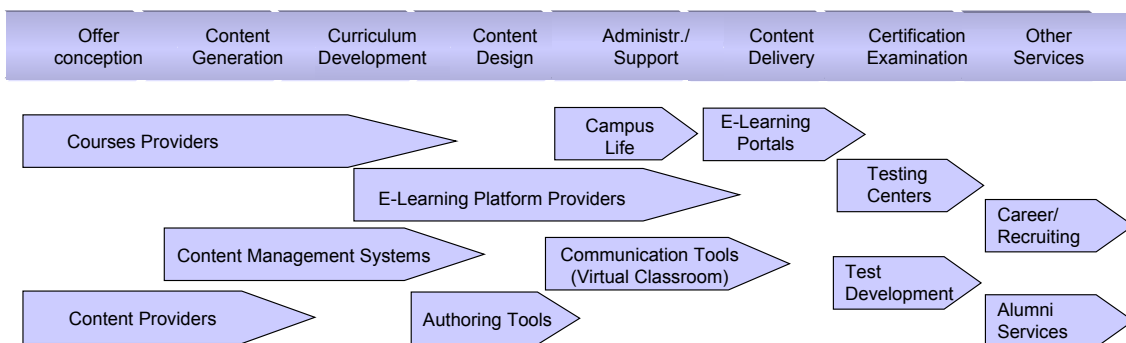 Offer
conception
Content
Generation
Curriculum
Development
Content
Design
Administr./
Support
Content
Delivery
Certification
Examination
Other
Services
Courses Providers
Campus
Life
E-Learning
Portals
E-Learning Platform Providers
Testing
Centers
Career/
Recruiting
Content Management Systems
Communication Tools
(Virtual Classroom)
Test
Development
Content Providers
Authoring Tools
Alumni
Services